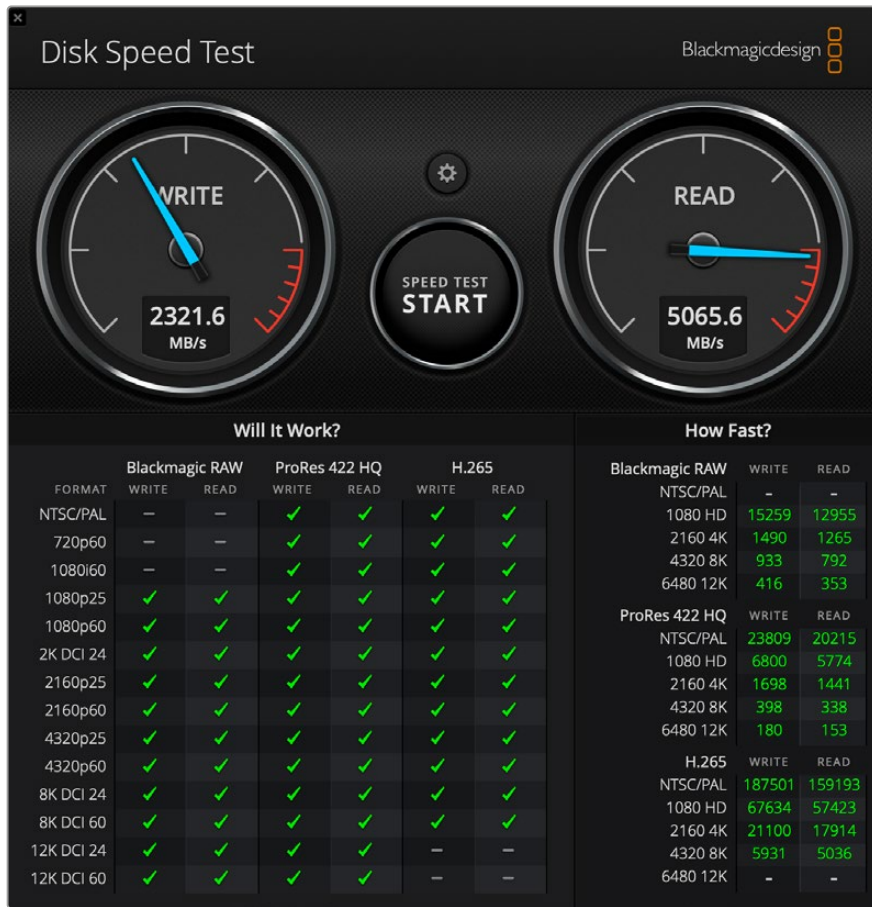 Disk Speed Test
Blackmagicdesign
WRITE
2321.6
MB/s
SPEED TEST
START
READ
5065.6
MB/s
Will It Work?
Blackmagic RAW ProRes 422 HQ H.265
FORMAT WRITE READ WRITE READ WRITE READ
NTSC/PAL – – ✓ ✓ ✓ ✓
720p60 – – ✓ ✓ ✓ ✓
1080i60 – – ✓ ✓ ✓ ✓
1080p25 ✓ ✓ ✓ ✓ ✓ ✓
1080p60 ✓ ✓ ✓ ✓ ✓ ✓
2K DCI 24 ✓ ✓ ✓ ✓ ✓ ✓
2160p25 ✓ ✓ ✓ ✓ ✓ ✓
2160p60 ✓ ✓ ✓ ✓ ✓ ✓
4320p25 ✓ ✓ ✓ ✓ ✓ ✓
4320p60 ✓ ✓ ✓ ✓ ✓ ✓
8K DCI 24 ✓ ✓ ✓ ✓ ✓ ✓
8K DCI 60 ✓ ✓ ✓ ✓ ✓ ✓
12K DCI 24 ✓ ✓ ✓ ✓ – –
12K DCI 60 ✓ ✓ ✓ ✓ – –
How Fast?
Blackmagic RAW WRITE READ
NTSC/PAL - -
1080 HD 15259 12955
2160 4K 1490 1265
4320 8K 933 792
6480 12K 416 353
ProRes 422 HQ WRITE READ
NTSC/PAL 23809 20215
1080 HD 6800 5774
2160 4K 1698 1441
4320 8K 398 338
6480 12K 180 153
H.265 WRITE READ
NTSC/PAL 187501 159193
1080 HD 67634 57423
2160 4K 21100 17914
4320 8K 5931 5036
6480 12K - -